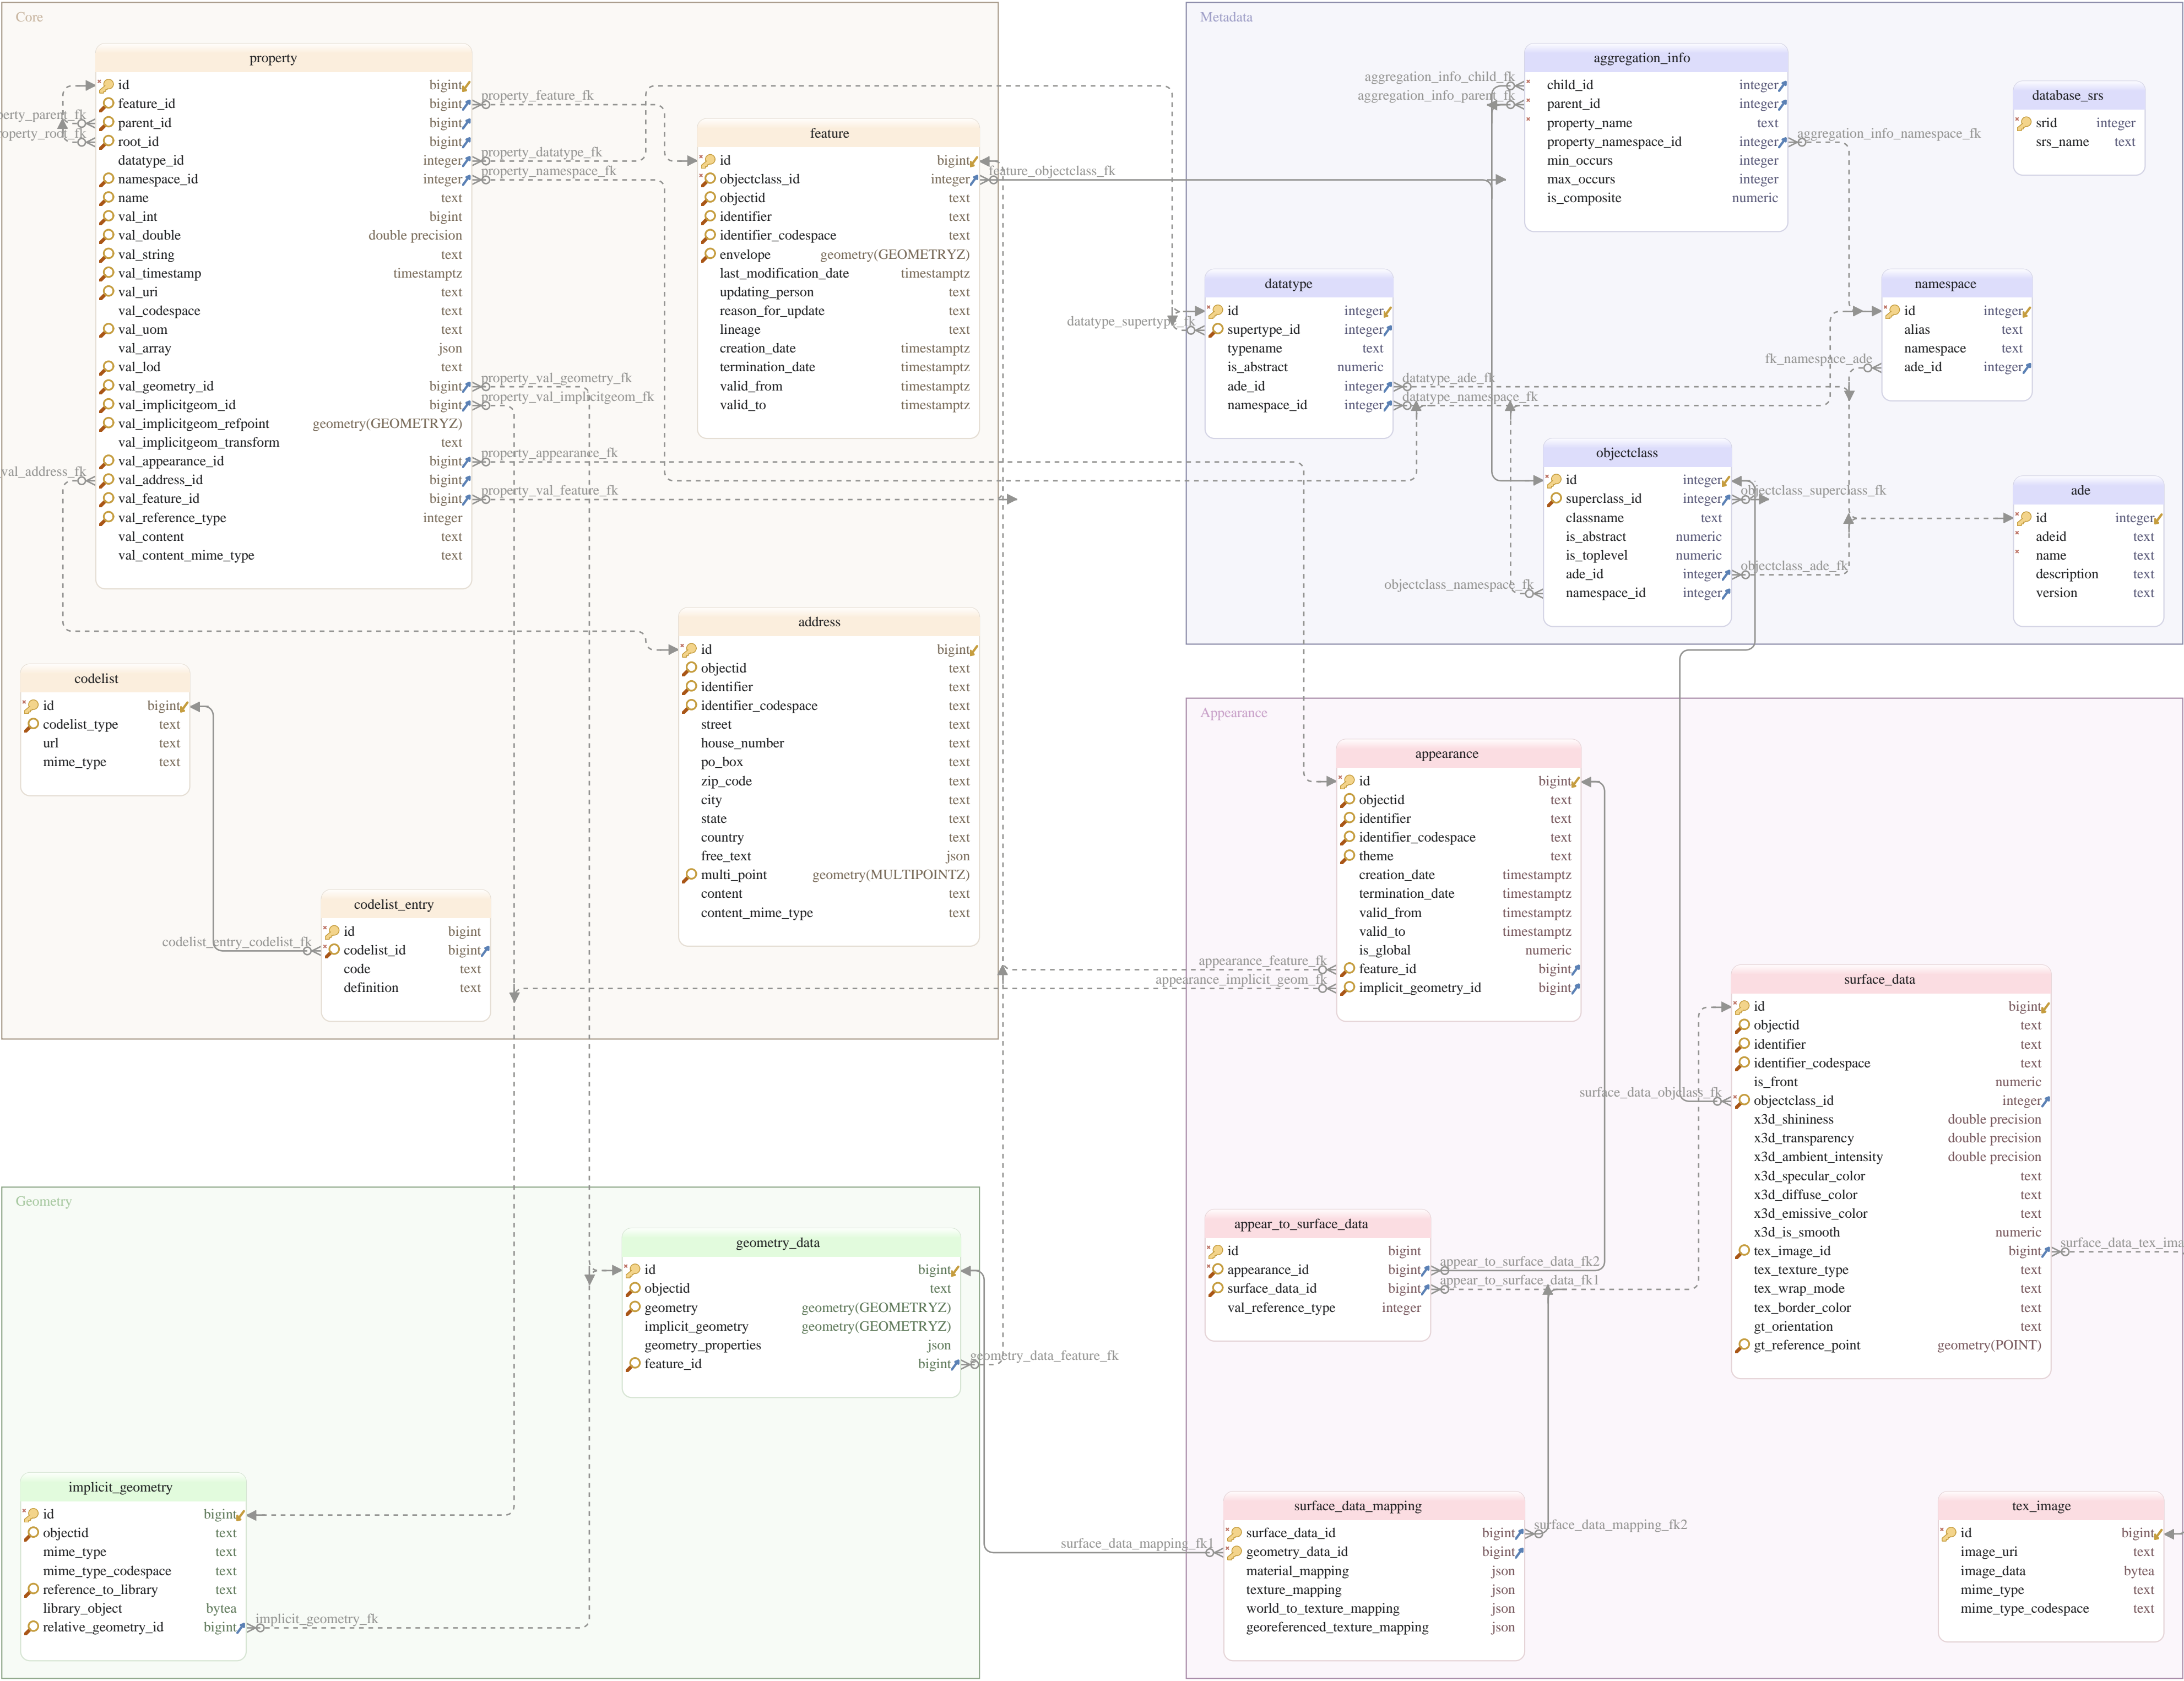 Core
property
id bigint
feature_id bigint
parent_id bigint
root_id bigint
datatype_id integer
namespace_id integer
name text
val_int bigint
val_double double precision
val_string text
val_timestamp timestamptz
val_uri text
val_codespace text
val_uom text
val_array json
val_lod text
val_geometry_id bigint
val_implicitgeom_id bigint
val_implicitgeom_refpoint geometry(GEOMETRYZ)
val_implicitgeom_transform text
val_appearance_id bigint
val_address_id bigint
val_feature_id bigint
val_reference_type integer
val_content text
val_content_mime_type text
erty_parent_fk
operty_root_fk
val_address_fk
property_feature_fk
property_datatype_fk
property_namespace_fk
property_val_geometry_fk
property_val_implicitgeom_fk
property_appearance_fk
property_val_feature_fk
feature
id bigint
objectclass_id integer
objectid text
identifier text
identifier_codespace text
envelope geometry(GEOMETRYZ)
last_modification_date timestamptz
updating_person text
reason_for_update text
lineage text
creation_date timestamptz
termination_date timestamptz
valid_from timestamptz
valid_to timestamptz
feature_objectclass_fk
address
id bigint
objectid text
identifier text
identifier_codespace text
street text
house_number text
po_box text
zip_code text
city text
state text
country text
free_text json
multi_point geometry(MULTIPOINTZ)
content text
content_mime_type text
codelist
id bigint
codelist_type text
url text
mime_type text
codelist_entry
id bigint
codelist_id bigint
code text
definition text
codelist_entry_codelist_fk
Metadata
aggregation_info
child_id integer
parent_id integer
property_name text
property_namespace_id integer
min_occurs integer
max_occurs integer
is_composite numeric
aggregation_info_child_fk
aggregation_info_parent_fk
aggregation_info_namespace_fk
database_srs
srid integer
srs_name text
datatype
id integer
supertype_id integer
typename text
is_abstract numeric
ade_id integer
namespace_id integer
datatype_supertype_fk
datatype_ade_fk
datatype_namespace_fk
namespace
id integer
alias text
namespace text
ade_id integer
fk_namespace_ade
objectclass
id integer
superclass_id integer
classname text
is_abstract numeric
is_toplevel numeric
ade_id integer
namespace_id integer
objectclass_superclass_fk
objectclass_ade_fk
objectclass_namespace_fk
ade
id integer
adeid text
name text
description text
version text
Appearance
appearance
id bigint
objectid text
identifier text
identifier_codespace text
theme text
creation_date timestamptz
termination_date timestamptz
valid_from timestamptz
valid_to timestamptz
is_global numeric
feature_id bigint
implicit_geometry_id bigint
appearance_feature_fk
appearance_implicit_geom_fk
surface_data
id bigint
objectid text
identifier text
identifier_codespace text
is_front numeric
objectclass_id integer
x3d_shininess double precision
x3d_transparency double precision
x3d_ambient_intensity double precision
x3d_specular_color text
x3d_diffuse_color text
x3d_emissive_color text
x3d_is_smooth numeric
tex_image_id bigint
tex_texture_type text
tex_wrap_mode text
tex_border_color text
gt_orientation text
gt_reference_point geometry(POINT)
surface_data_objclass_fk
surface_data_tex_ima
appear_to_surface_data
id bigint
appearance_id bigint
surface_data_id bigint
val_reference_type integer
appear_to_surface_data_fk2
appear_to_surface_data_fk1
surface_data_mapping
surface_data_id bigint
geometry_data_id bigint
material_mapping json
texture_mapping json
world_to_texture_mapping json
georeferenced_texture_mapping json
surface_data_mapping_fk2
surface_data_mapping_fk1
tex_image
id bigint
image_uri text
image_data bytea
mime_type text
mime_type_codespace text
Geometry
geometry_data
id bigint
objectid text
geometry geometry(GEOMETRYZ)
implicit_geometry geometry(GEOMETRYZ)
geometry_properties json
feature_id bigint
geometry_data_feature_fk
implicit_geometry
id bigint
objectid text
mime_type text
mime_type_codespace text
reference_to_library text
library_object bytea
relative_geometry_id bigint
implicit_geometry_fk